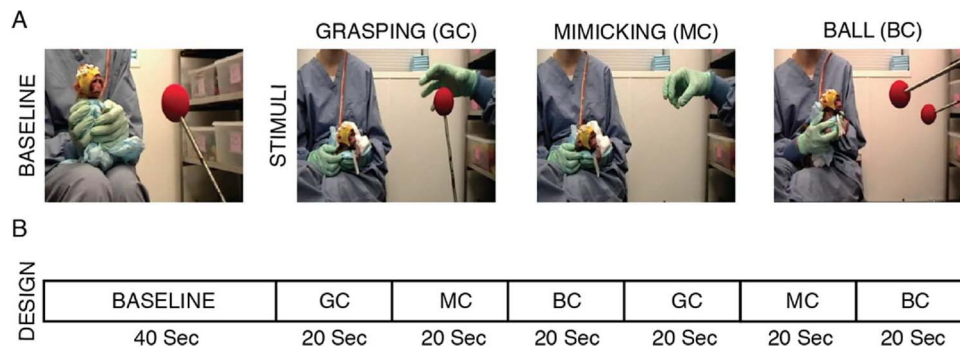 A
GRASPING (GC)
MIMICKING (MC)
BALL (BC)
BASELINE
STIMULI
B
DESIGN
BASELINE GC MC BC GC MC BC
40 Sec 20 Sec 20 Sec 20 Sec 20 Sec 20 Sec 20 Sec